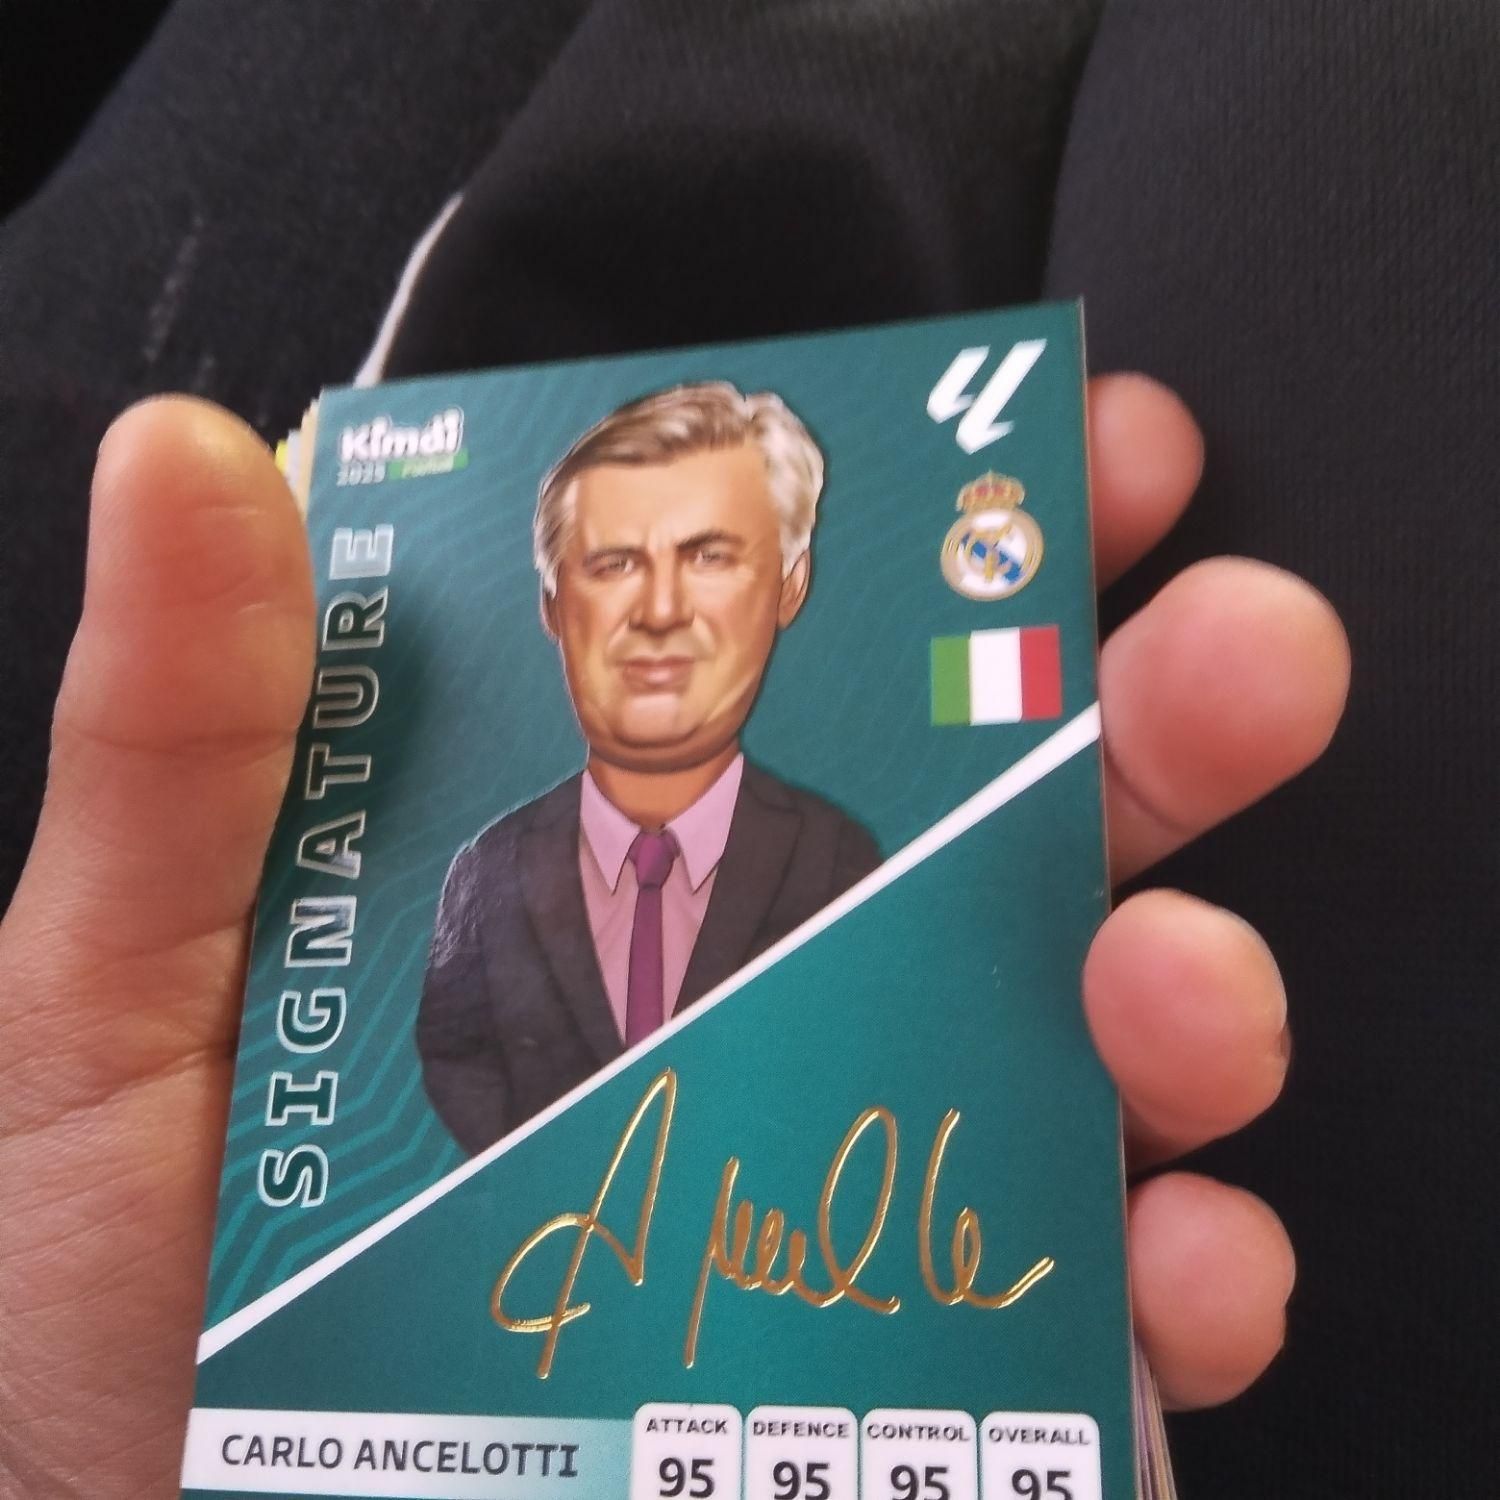 Kimdi
2025
SIGNATURE
CARLO ANCELOTTI
ATTACK DEFENCE CONTROL OVERALL
95 95 95 95